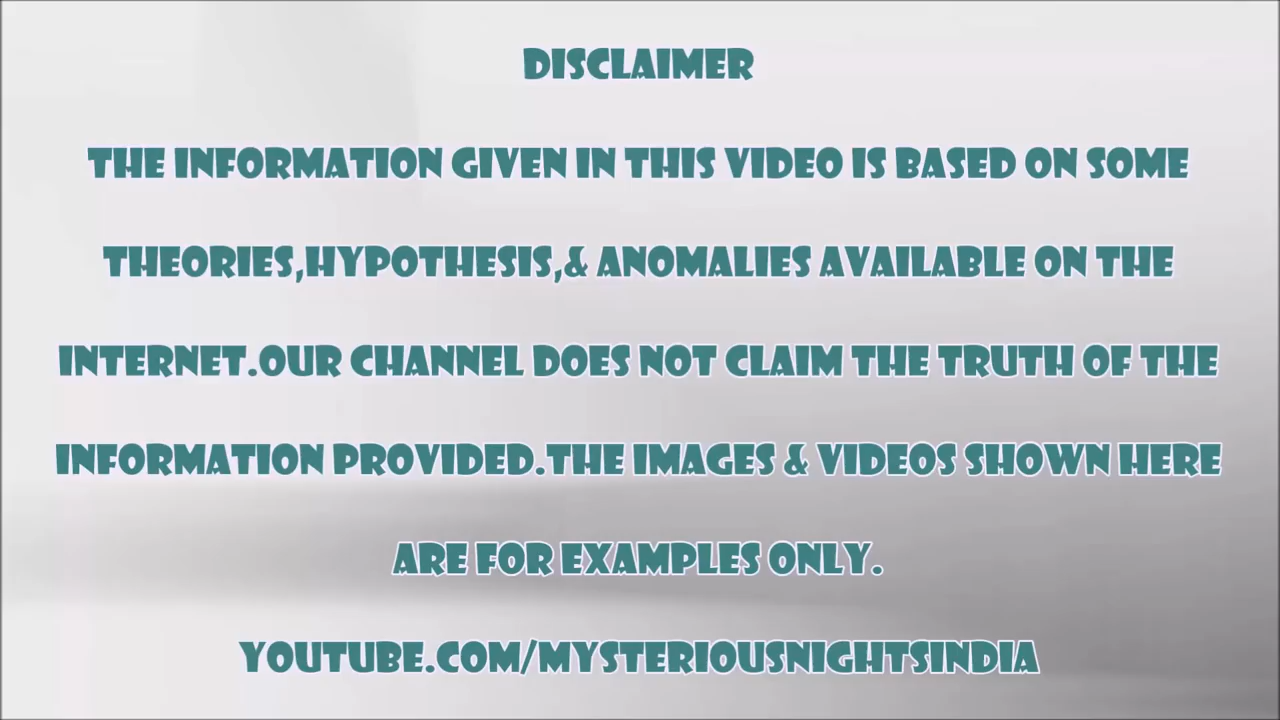 DISCLAIMER
THE INFORMATION GIVEN IN THIS VIDEO IS BASED ON SOME
THEORIES,HYPOTHESIS,& ANOMALIES AVAILABLE ON THE
INTERNET.OUR CHANNEL DOES NOT CLAIM THE TRUTH OF THE
INFORMATION PROVIDED.THE IMAGES & VIDEOS SHOWN HERE
ARE FOR EXAMPLES ONLY.
YOUTUBE.COM/MYSTERIOUSNIGHTSINDIA